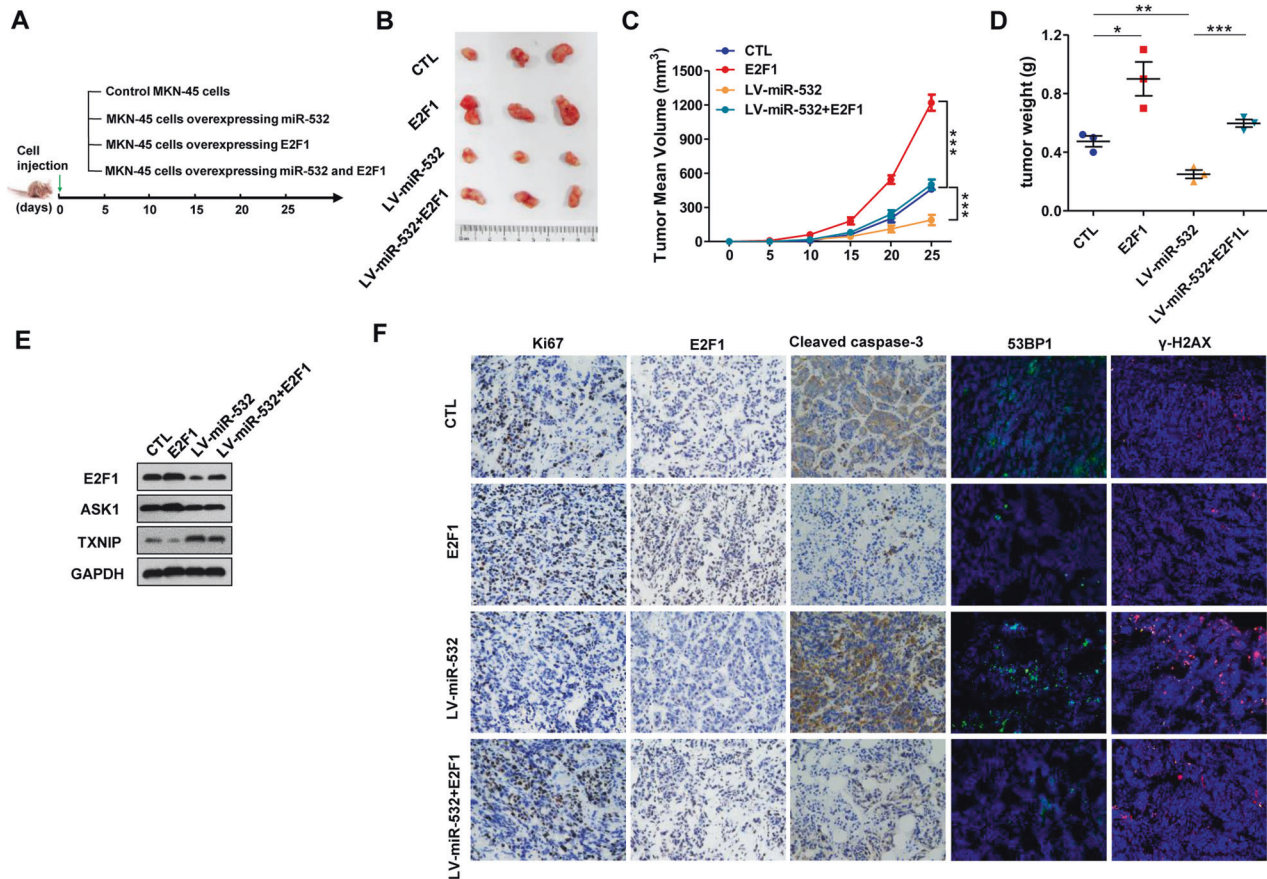 A
Control MKN-45 cells
MKN-45 cells overexpressing miR-532
Cell
injection
MKN-45 cells overexpressing E2F1
MKN-45 cells overexpressing miR-532 and E2F1
(days)
0 5 10 15 20 25
B
CTL
E2F1
LV-miR-532
LV-miR-532+E2F1
C
CTL
E2F1
LV-miR-532
LV-miR-532+E2F1
Tumor Mean Volume (mm³)
1500
1200
900
600
300
0
0 5 10 15 20 25
***
***
D
**
* ***
tumor weight (g)
1.2
0.8
0.4
0.0
CTL
E2F1
LV-miR-532
LV-miR-532+E2F1L
E
CTL
E2F1
LV-miR-532
LV-miR-532+E2F1
E2F1
ASK1
TXNIP
GAPDH
F
Ki67 E2F1 Cleaved caspase-3 53BP1 γ-H2AX
CTL
E2F1
LV-miR-532
LV-miR-532+E2F1